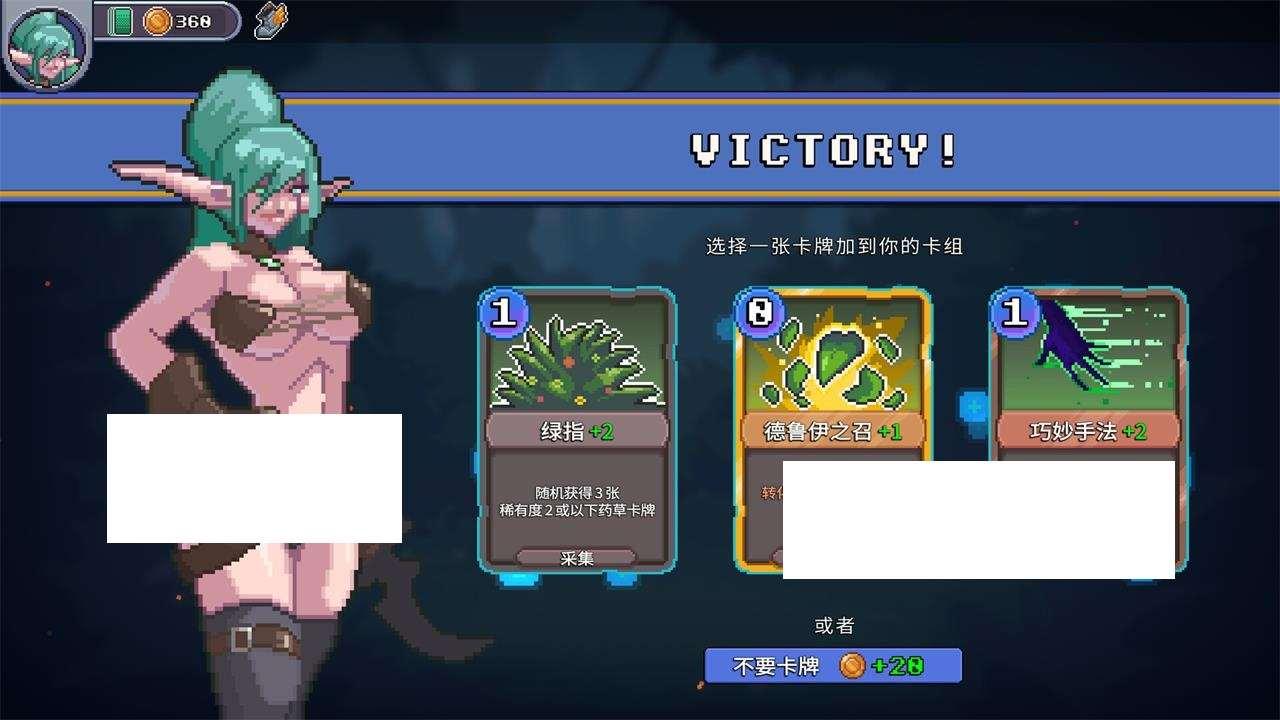 360
VICTORY!
选择一张卡牌加到你的卡组
1
绿指 +2
随机获得3张
稀有度2或以下药草卡牌
采集
0
德鲁伊之召 +1
转
1
巧妙手法 +2
或者
不要卡牌 +20